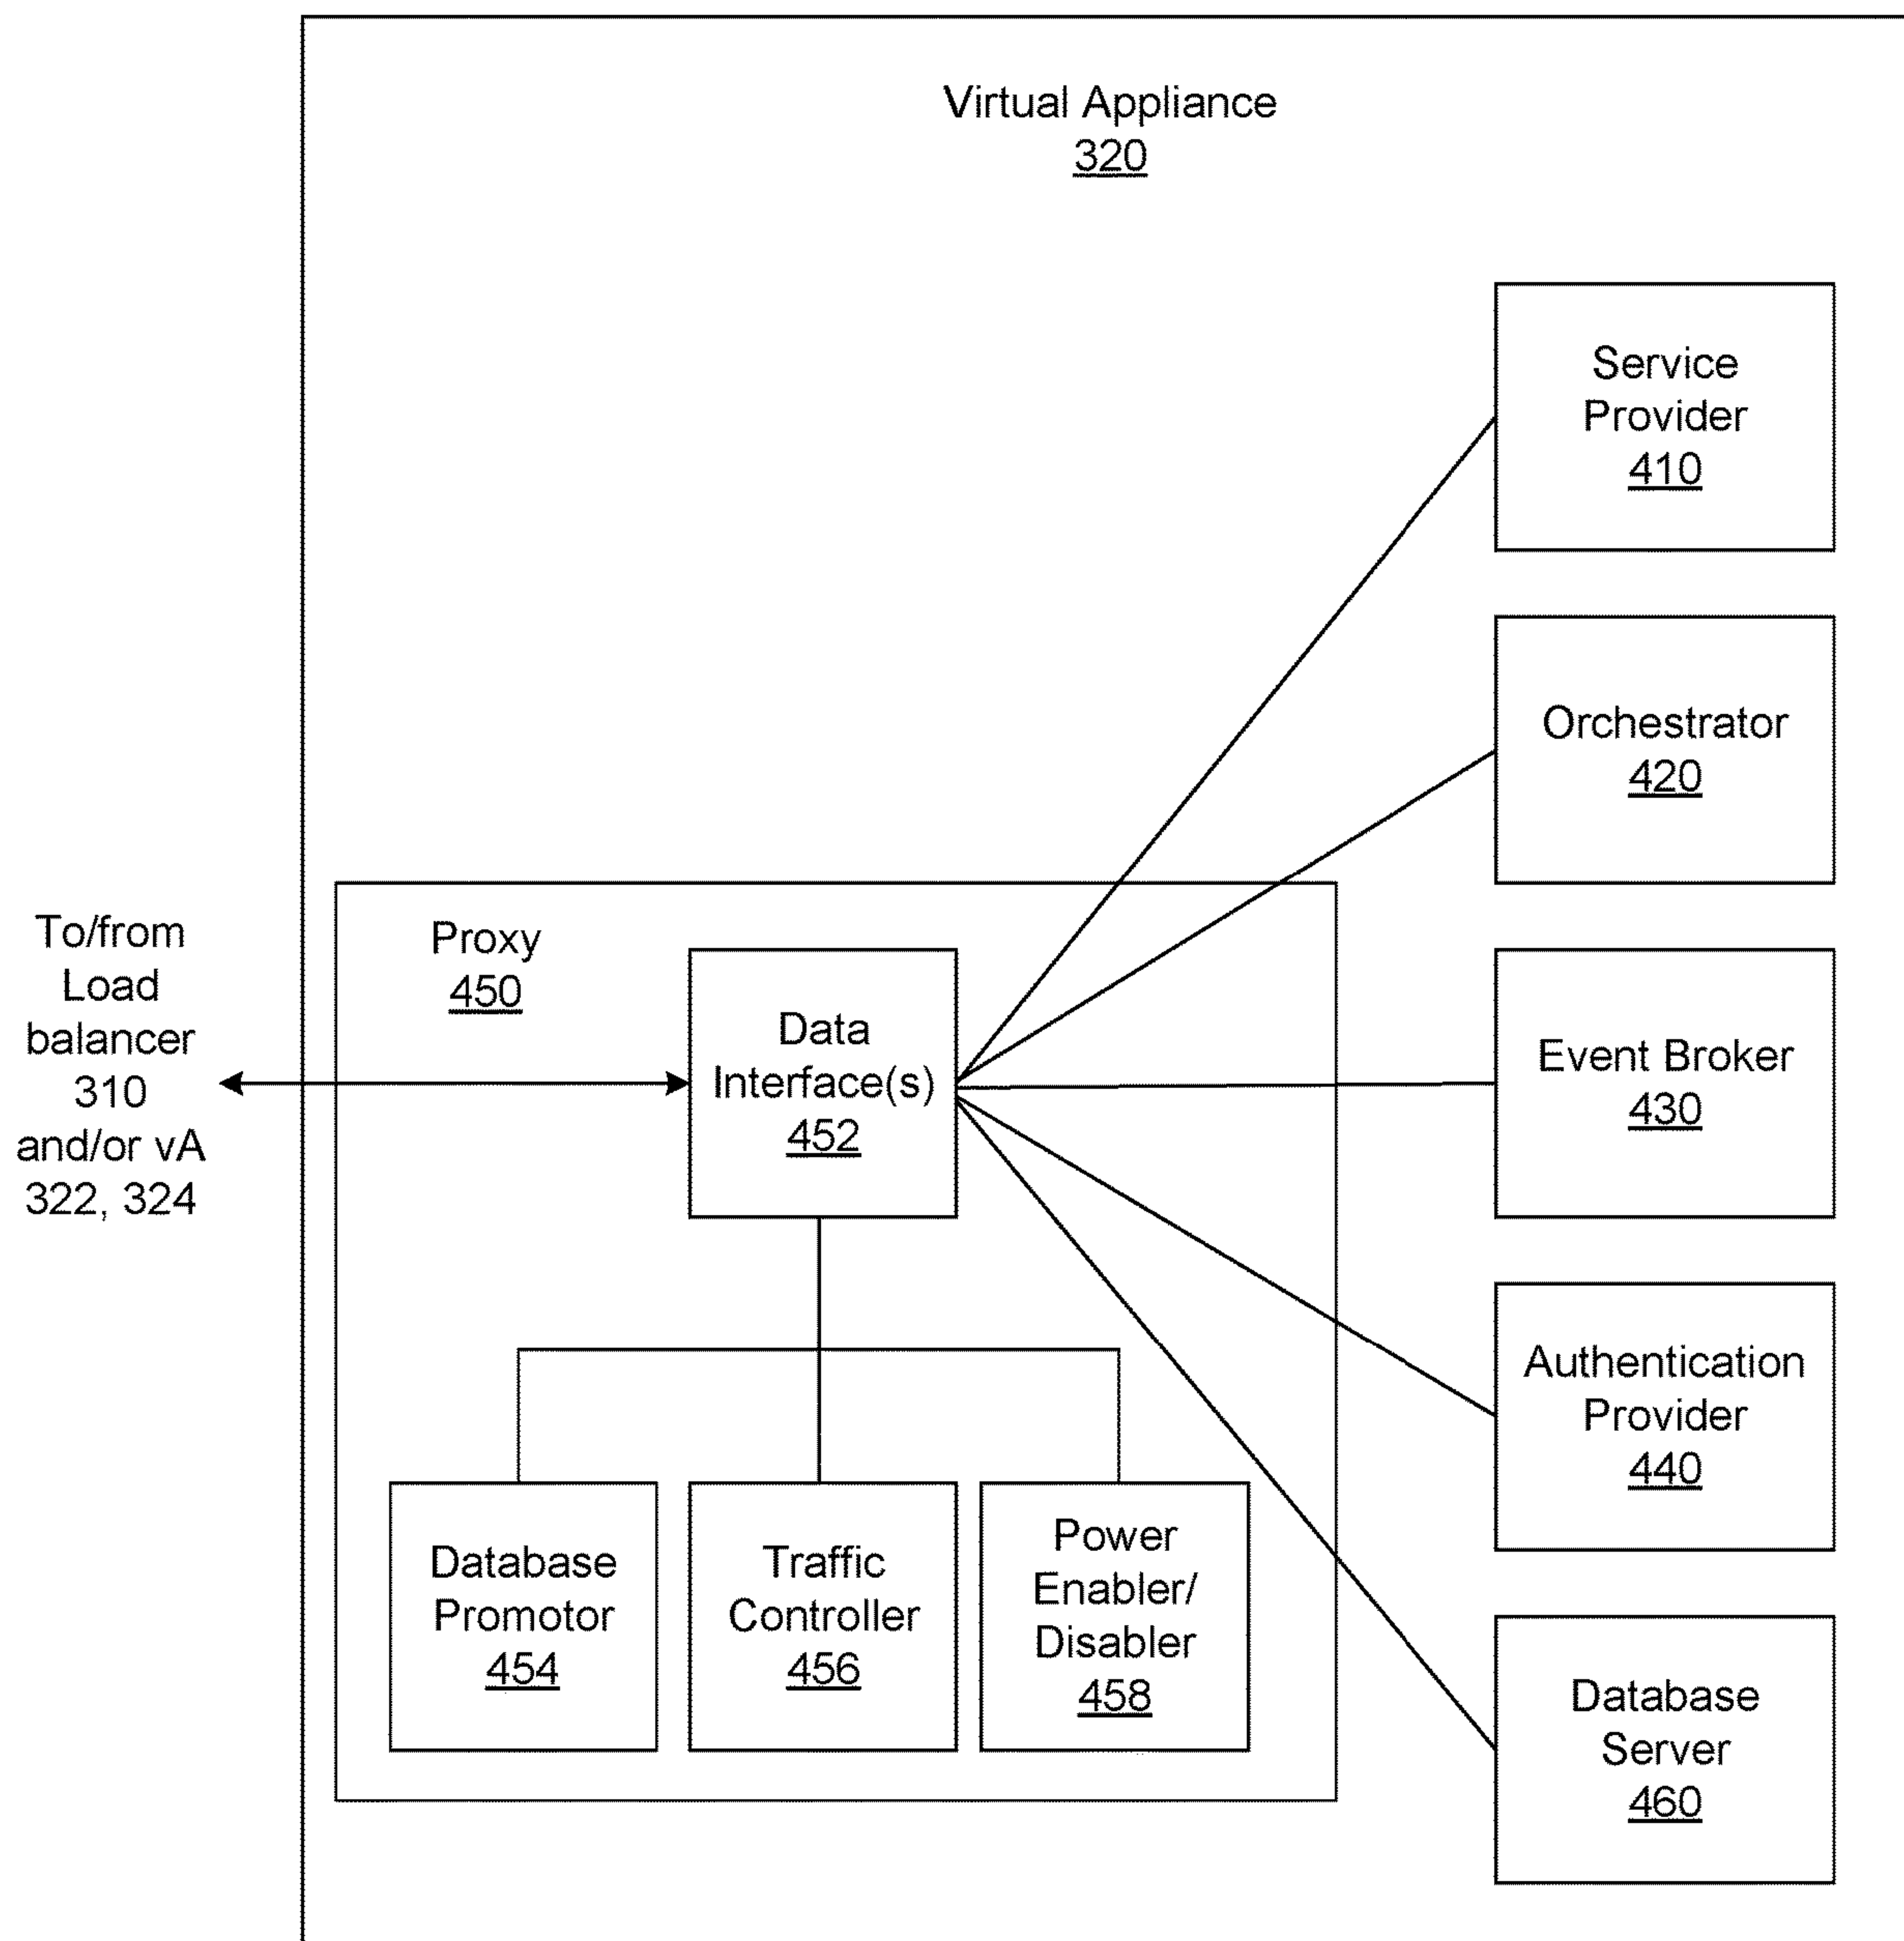 Virtual Appliance
320
Service
Provider
410
Orchestrator
420
To/from
Load
balancer
310
and/or vA
322, 324
Proxy
450
Data
Interface(s)
452
Event Broker
430
Authentication
Provider
440
Database
Promotor
454
Traffic
Controller
456
Power
Enabler/
Disabler
458
Database
Server
460